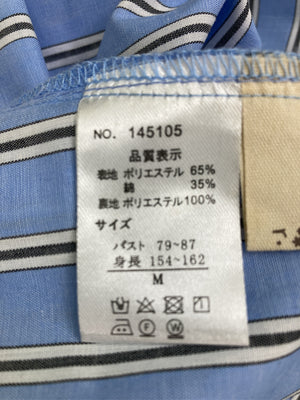 NO. 145105
品質表示
表地 ポリエステル 65%
綿 35%
裏地 ポリエステル100%
サイズ
バスト 79~87
身長 154~162
M